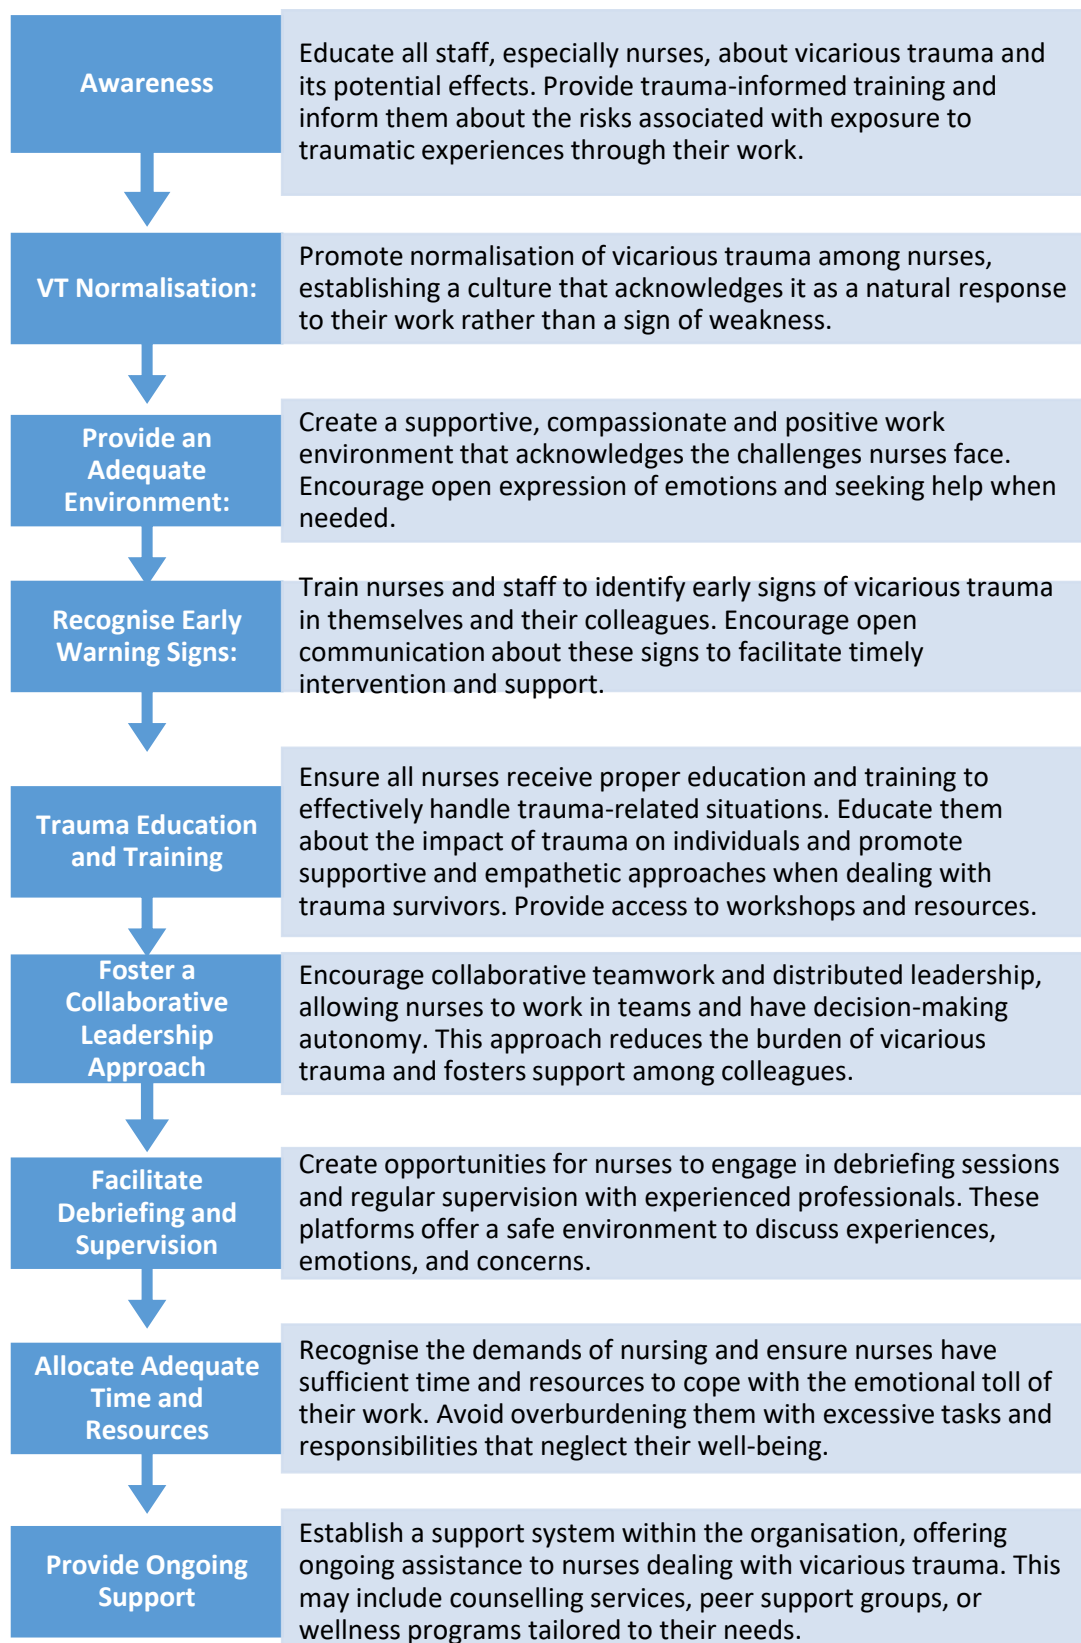 Awareness
Educate all staff, especially nurses, about vicarious trauma and
its potential effects. Provide trauma-informed training and
inform them about the risks associated with exposure to
traumatic experiences through their work.
VT Normalisation:
Promote normalisation of vicarious trauma among nurses,
establishing a culture that acknowledges it as a natural response
to their work rather than a sign of weakness.
Provide an
Adequate
Environment:
Create a supportive, compassionate and positive work
environment that acknowledges the challenges nurses face.
Encourage open expression of emotions and seeking help when
needed.
Recognise Early
Warning Signs:
Train nurses and staff to identify early signs of vicarious trauma
in themselves and their colleagues. Encourage open
communication about these signs to facilitate timely
intervention and support.
Trauma Education
and Training
Ensure all nurses receive proper education and training to
effectively handle trauma-related situations. Educate them
about the impact of trauma on individuals and promote
supportive and empathetic approaches when dealing with
trauma survivors. Provide access to workshops and resources.
Foster a
Collaborative
Leadership
Approach
Encourage collaborative teamwork and distributed leadership,
allowing nurses to work in teams and have decision-making
autonomy. This approach reduces the burden of vicarious
trauma and fosters support among colleagues.
Facilitate
Debriefing and
Supervision
Create opportunities for nurses to engage in debriefing sessions
and regular supervision with experienced professionals. These
platforms offer a safe environment to discuss experiences,
emotions, and concerns.
Allocate Adequate
Time and
Resources
Recognise the demands of nursing and ensure nurses have
sufficient time and resources to cope with the emotional toll of
their work. Avoid overburdening them with excessive tasks and
responsibilities that neglect their well-being.
Provide Ongoing
Support
Establish a support system within the organisation, offering
ongoing assistance to nurses dealing with vicarious trauma. This
may include counselling services, peer support groups, or
wellness programs tailored to their needs.